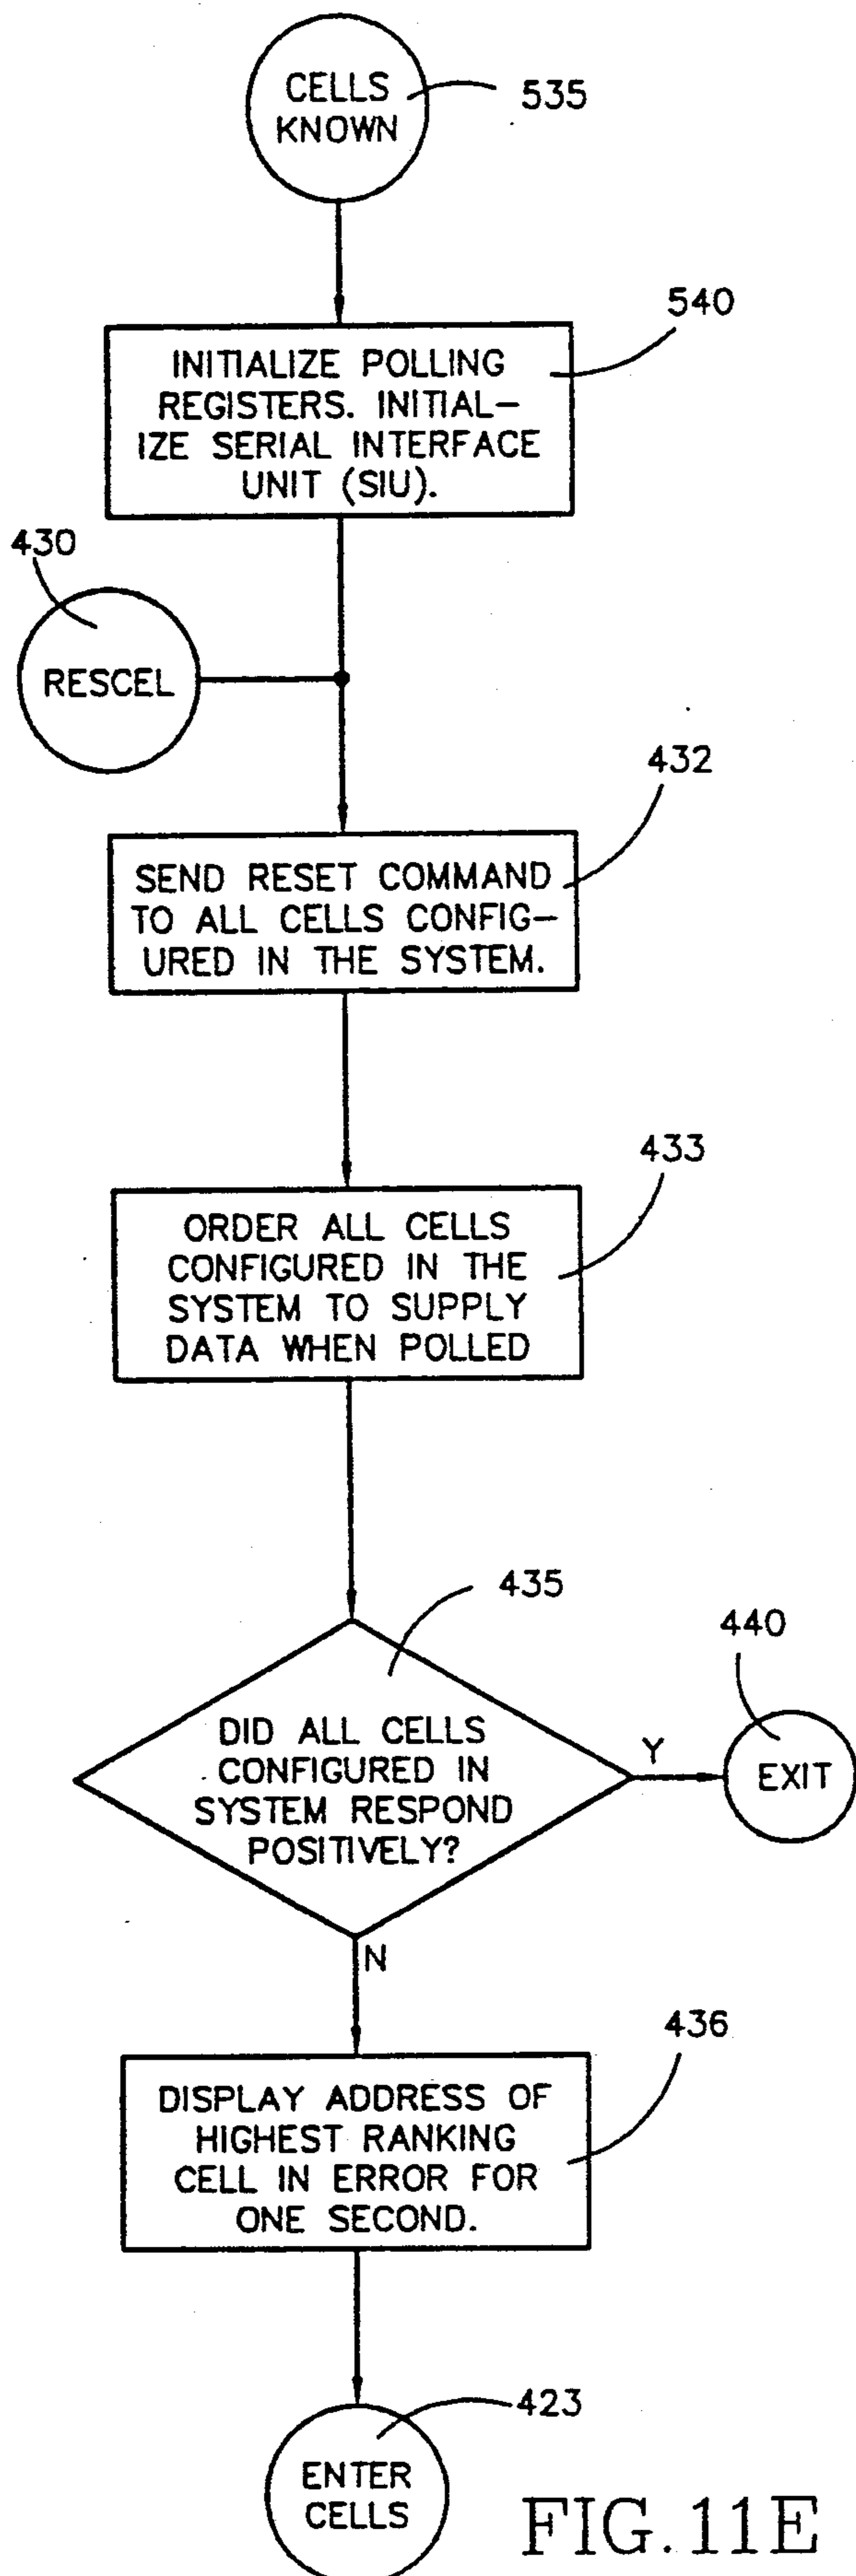 CELLS
KNOWN
535
540
INITIALIZE POLLING
REGISTERS. INITIAL-
IZE SERIAL INTERFACE
UNIT (SIU).
430
RESCEL
432
SEND RESET COMMAND
TO ALL CELLS CONFIG-
URED IN THE SYSTEM.
433
ORDER ALL CELLS
CONFIGURED IN THE
SYSTEM TO SUPPLY
DATA WHEN POLLED
435
DID ALL CELLS
CONFIGURED IN
SYSTEM RESPOND
POSITIVELY?
Y
440
EXIT
N
436
DISPLAY ADDRESS OF
HIGHEST RANKING
CELL IN ERROR FOR
ONE SECOND.
423
ENTER
CELLS
FIG.11E